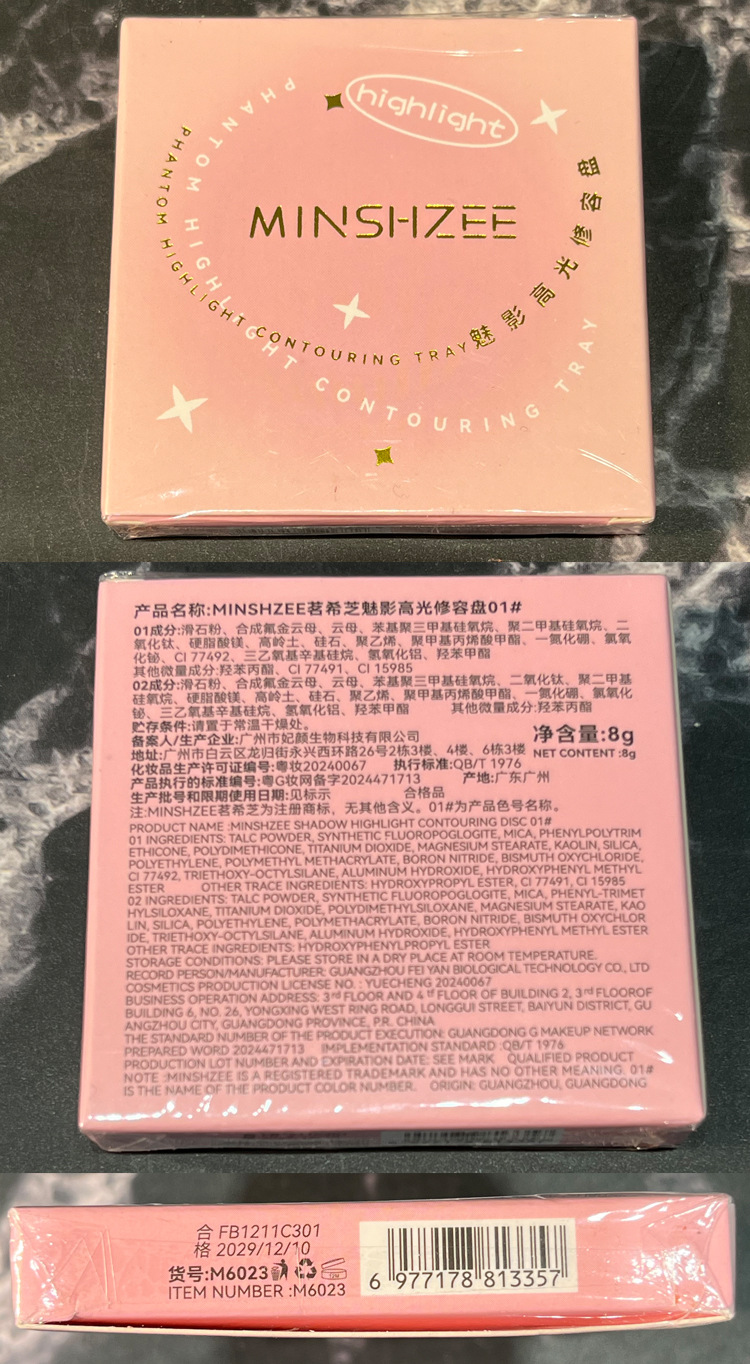 highlight
PHANTOM HIGHLIGHT CONTOURING TRAY
MINSHZEE
PHANTOM HIGHLIGHT CONTOURING TRAY 魅影高光修容盘
产品名称:MINSHZEE茗希芝魅影高光修容盘01#
01成分:滑石粉、合成氟金云母、云母、苯基聚三甲基硅氧烷、聚二甲基硅氧烷、二
氧化钛、硬脂酸镁、高岭土、硅石、聚乙烯、聚甲基丙烯酸甲酯、一氮化硼、氯氧
化铋、CI 77492、三乙氧基辛基硅烷、氢氧化铝、羟苯甲酯
其他微量成分:羟苯丙酯、CI 77491、CI 15985
02成分:滑石粉、合成氟金云母、云母、苯基聚三甲基硅氧烷、二氧化钛、聚二甲基
硅氧烷、硬脂酸镁、高岭土、硅石、聚乙烯、聚甲基丙烯酸甲酯、一氮化硼、氯氧化
铋、三乙氧基辛基硅烷、氢氧化铝、羟苯甲酯 其他微量成分:羟苯丙酯
贮存条件:请置于常温干燥处。
备案人/生产企业:广州市妃颜生物科技有限公司
地址:广州市白云区龙归街永兴西环路26号2栋3楼、4楼、6栋3楼
净含量:8g
NET CONTENT :8g
化妆品生产许可证编号:粤妆20240067 执行标准:QB/T 1976
产品执行的标准编号:粤G妆网备字2024471713 产地:广东广州
生产批号和限期使用日期:见标示 合格品
注:MINSHZEE茗希芝为注册商标，无其他含义。01#为产品色号名称。
PRODUCT NAME :MINSHZEE SHADOW HIGHLIGHT CONTOURING DISC 01#
01 INGREDIENTS: TALC POWDER, SYNTHETIC FLUOROPOGLOGITE, MICA, PHENYLPOLYTRIM
ETHICONE, POLYDIMETHICONE, TITANIUM DIOXIDE, MAGNESIUM STEARATE, KAOLIN, SILICA,
POLYETHYLENE, POLYMETHYL METHACRYLATE, BORON NITRIDE, BISMUTH OXYCHLORIDE,
CI 77492, TRIETHOXY-OCTYLSILANE, ALUMINUM HYDROXIDE, HYDROXYPHENYL METHYL
ESTER OTHER TRACE INGREDIENTS: HYDROXYPROPYL ESTER, CI 77491, CI 15985
02 INGREDIENTS: TALC POWDER, SYNTHETIC FLUOROPOGLOGITE, MICA, PHENYL-TRIMET
HYLSILOXANE, TITANIUM DIOXIDE, POLYDIMETHYLSILOXANE, MAGNESIUM STEARATE, KAO
LIN, SILICA, POLYETHYLENE, POLYMETHACRYLATE, BORON NITRIDE, BISMUTH OXYCHLOR
IDE, TRIETHOXY-OCTYLSILANE, ALUMINUM HYDROXIDE, HYDROXYPHENYL METHYL ESTER
OTHER TRACE INGREDIENTS: HYDROXYPHENYLPROPYL ESTER
STORAGE CONDITIONS: PLEASE STORE IN A DRY PLACE AT ROOM TEMPERATURE.
RECORD PERSON/MANUFACTURER: GUANGZHOU FEI YAN BIOLOGICAL TECHNOLOGY CO., LTD
COSMETICS PRODUCTION LICENSE NO. : YUECHENG 20240067
BUSINESS OPERATION ADDRESS: 3rd FLOOR AND 4 tf FLOOR OF BUILDING 2, 3rd FLOOROF
BUILDING 6, NO. 26, YONGXING WEST RING ROAD, LONGGUI STREET, BAIYUN DISTRICT, GU
ANGZHOU CITY, GUANGDONG PROVINCE, P.R. CHINA
THE STANDARD NUMBER OF THE PRODUCT EXECUTION: GUANGDONG G MAKEUP NETWORK
PREPARED WORD 2024471713 IMPLEMENTATION STANDARD :QB/T 1976
PRODUCTION LOT NUMBER AND EXPIRATION DATE: SEE MARK QUALIFIED PRODUCT
NOTE :MINSHZEE IS A REGISTERED TRADEMARK AND HAS NO OTHER MEANING. 01#
IS THE NAME OF THE PRODUCT COLOR NUMBER. ORIGIN: GUANGZHOU, GUANGDONG
合 FB1211C301
格 2029/12/10
货号:M6023
ITEM NUMBER :M6023
6 977178 813357